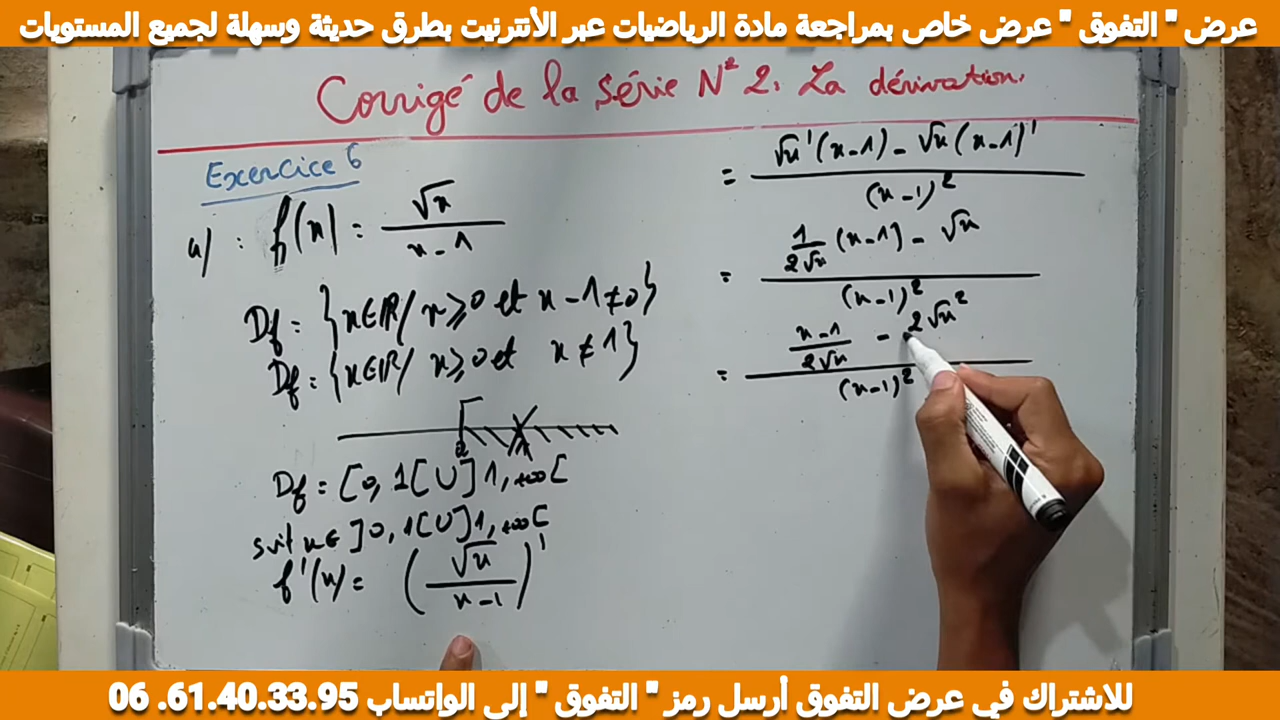 عرض " التفوق " عرض خاص بمراجعة مادة الرياضيات عبر الأنترنيت بطرق حديثة وسهلة لجميع المستويات
Corrigé de la série N° 2. La dérivation.
Exercice 6
a) : f(x) = √x / (x - 1)
Df = {x∈ℝ / x ≥ 0 et x - 1 ≠ 0}
Df = {x∈ℝ / x ≥ 0 et x ≠ 1}
Df = [0, 1[ ∪ ]1, +∞[
soit x ∈ ]0, 1[ ∪ ]1, +∞[
f'(x) = (√x / (x - 1))'
= (√x'(x - 1) - √x(x - 1)') / (x - 1)²
= (1/(2√x) (x - 1) - √x) / (x - 1)²
= ((x - 1)/(2√x) - 2√x²) / (x - 1)²
للاشتراك في عرض التفوق أرسل رمز " التفوق " إلى الواتساب 06.61.40.33.95